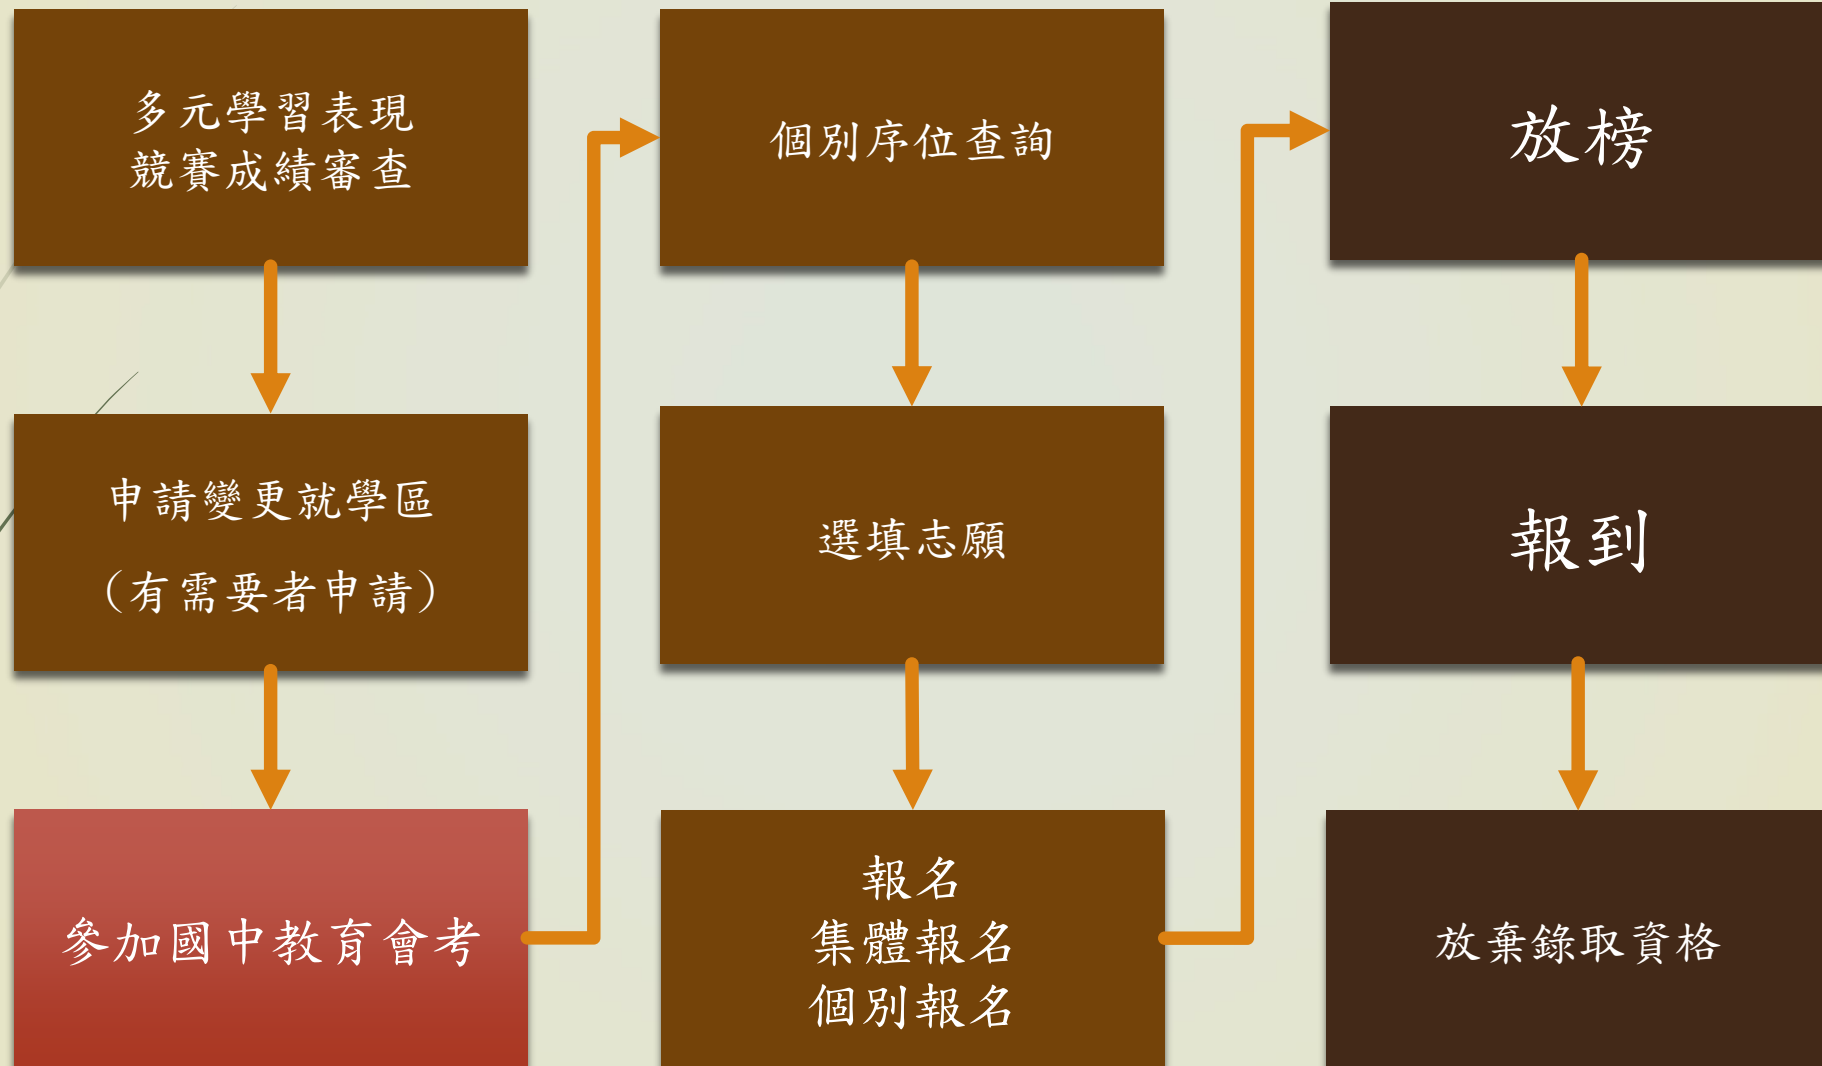 多元學習表現
競賽成績審查
申請變更就學區
（有需要者申請）
參加國中教育會考
個別序位查詢
選填志願
報名
集體報名
個別報名
放榜
報到
放棄錄取資格